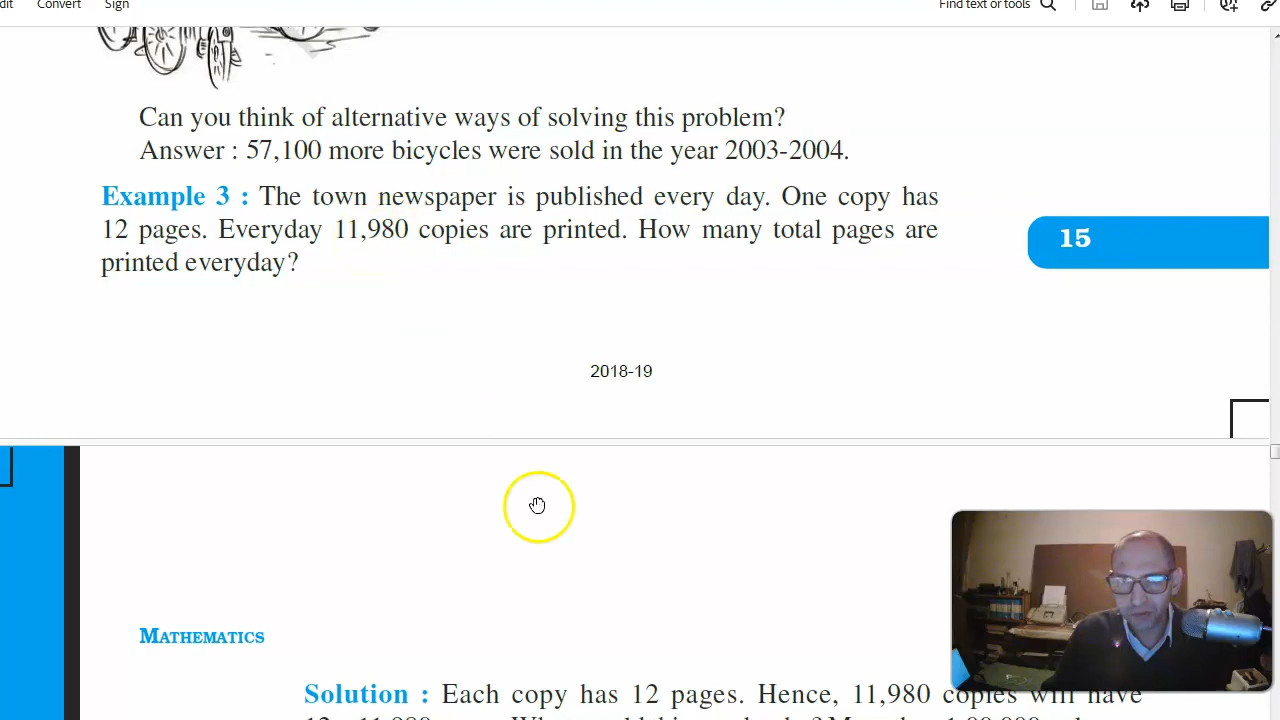 dit Convert Sign Find text or tools
Can you think of alternative ways of solving this problem?
Answer : 57,100 more bicycles were sold in the year 2003-2004.
Example 3 : The town newspaper is published every day. One copy has
12 pages. Everyday 11,980 copies are printed. How many total pages are
printed everyday?
15
2018-19
MATHEMATICS
Solution : Each copy has 12 pages. Hence, 11,980 copies will have